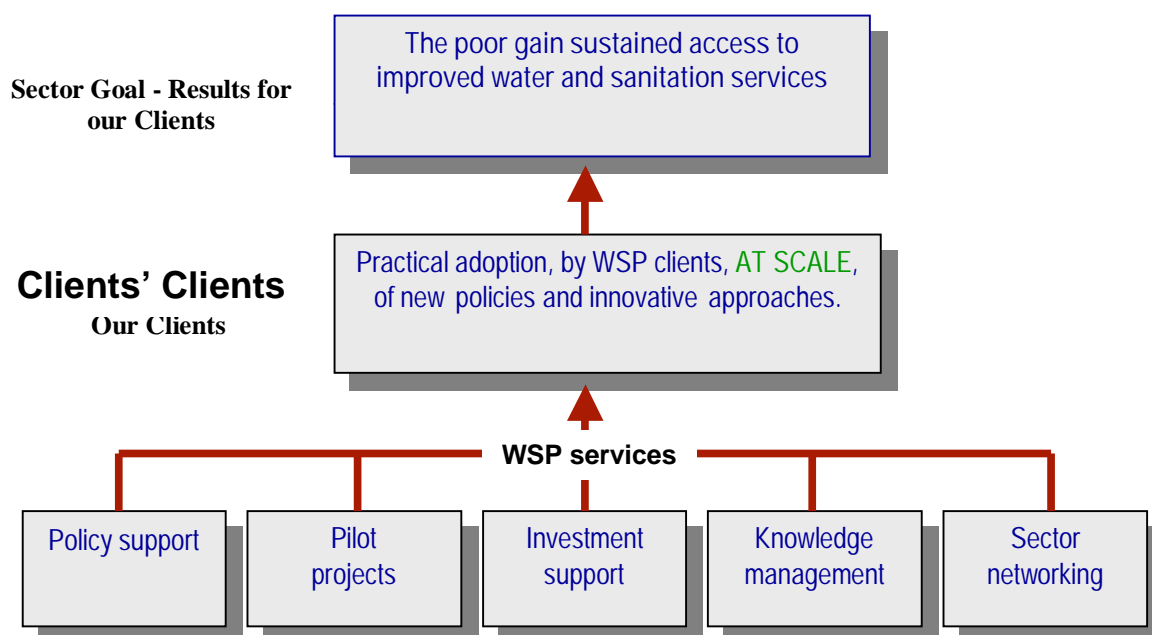 The poor gain sustained access to
improved water and sanitation services
Sector Goal - Results for
our Clients
Practical adoption, by WSP clients, AT SCALE,
of new policies and innovative approaches.
Clients’ Clients
Our Clients
WSP services
Policy support
Pilot
projects
Investment
support
Knowledge
management
Sector
networking